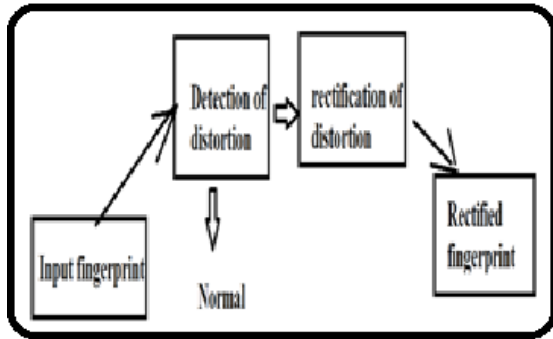 Detection of
distortion
rectification of
distortion
Input fingerprint
Normal
Rectified
fingerprint